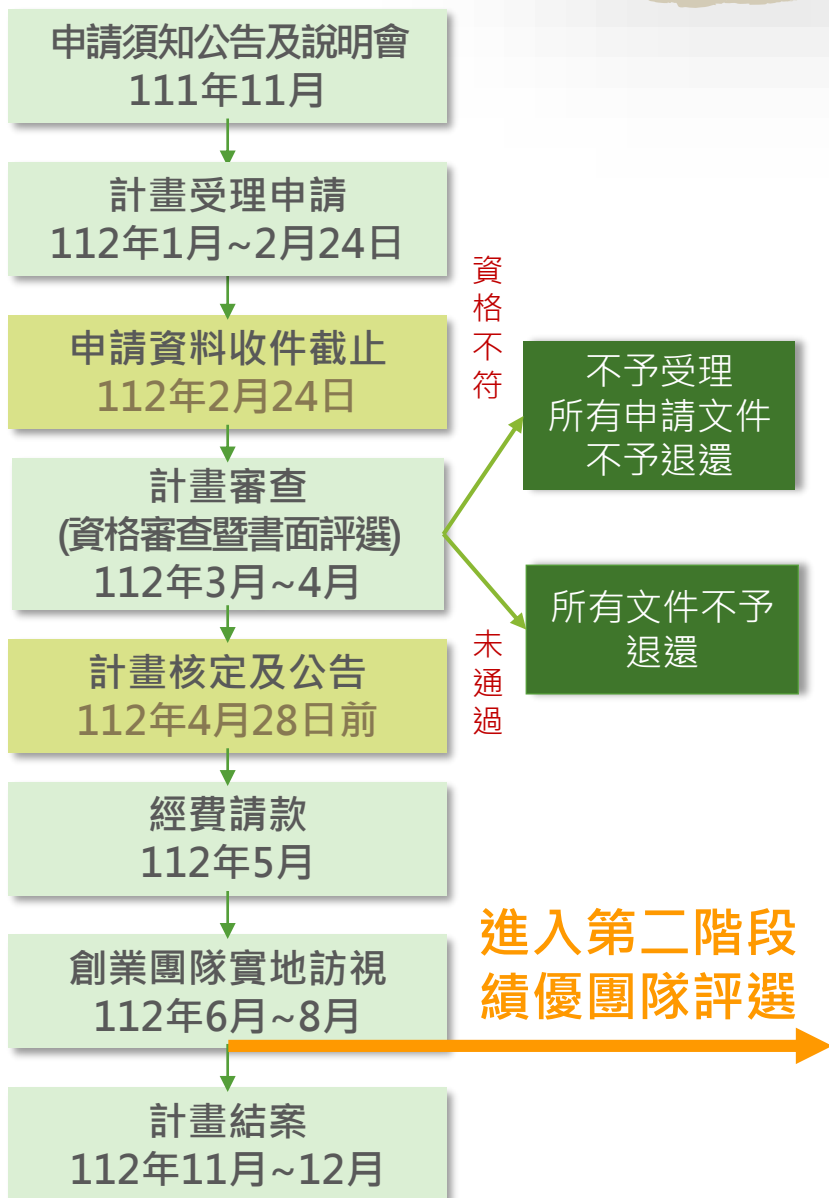 申請須知公告及說明會
111年11月
計畫受理申請
112年1月~2月24日
申請資料收件截止
112年2月24日
計畫審查
(資格審查暨書面評選)
112年3月~4月
資格不符
不予受理
所有申請文件
不予退還
未通過
所有文件不予
退還
計畫核定及公告
112年4月28日前
經費請款
112年5月
創業團隊實地訪視
112年6月~8月
進入第二階段
績優團隊評選
計畫結案
112年11月~12月